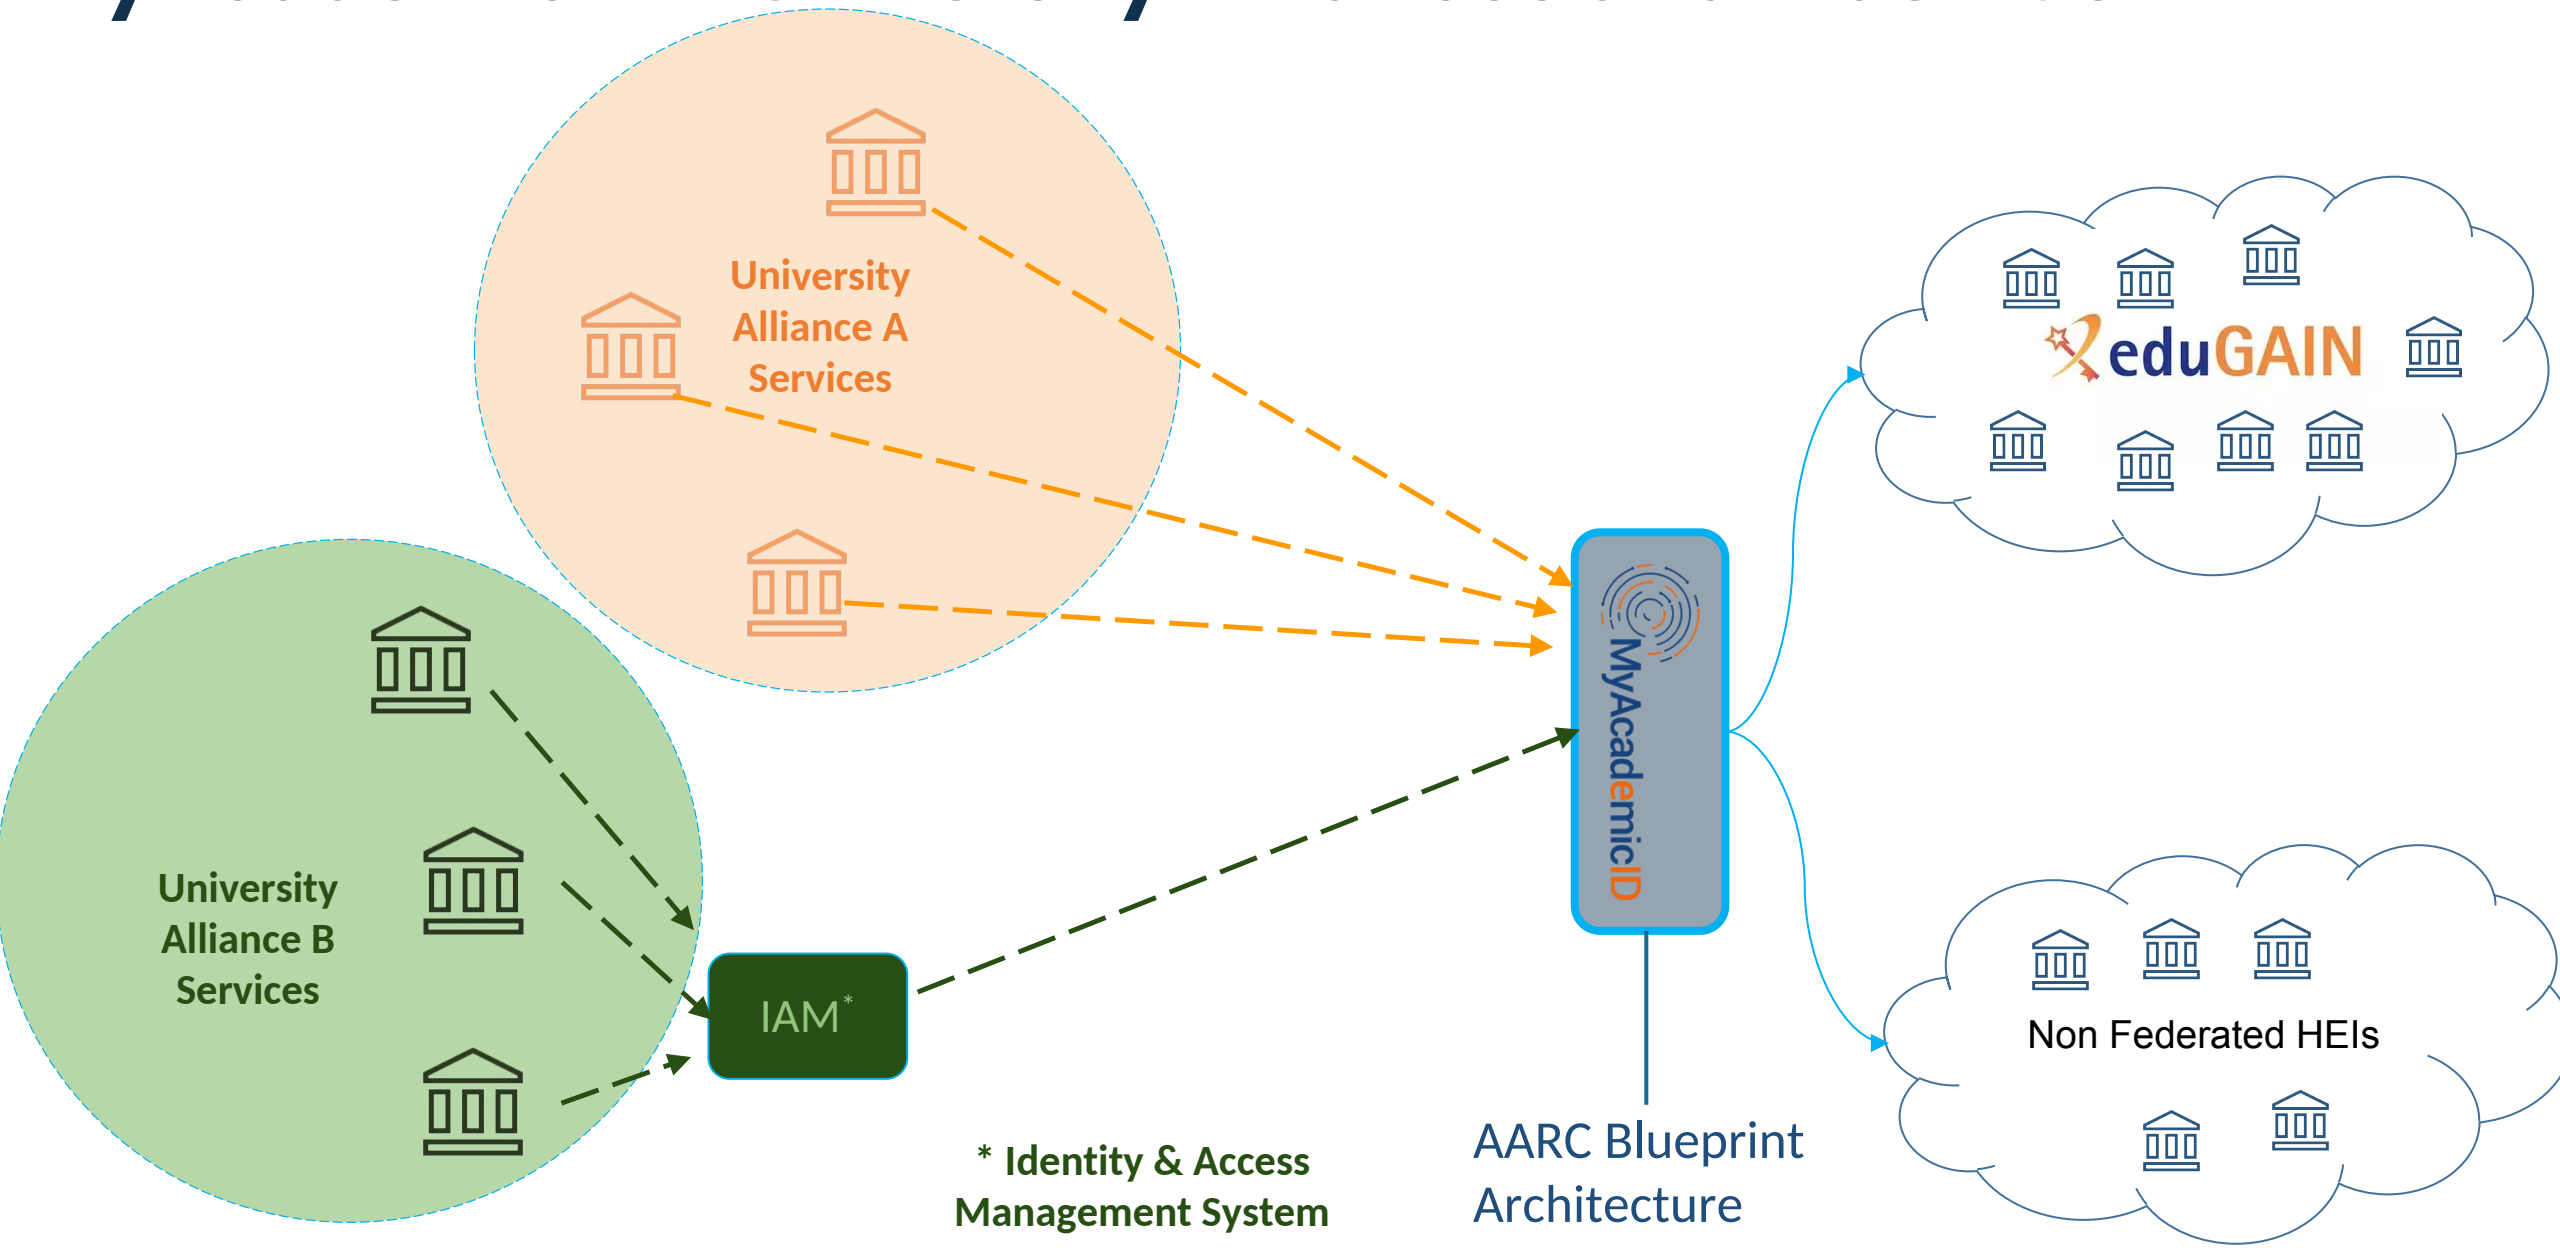 University
Alliance A
Services
eduGAIN
MyAcademicID
University
Alliance B
Services
IAM*
Non Federated HEIs
* Identity & Access
Management System
AARC Blueprint
Architecture